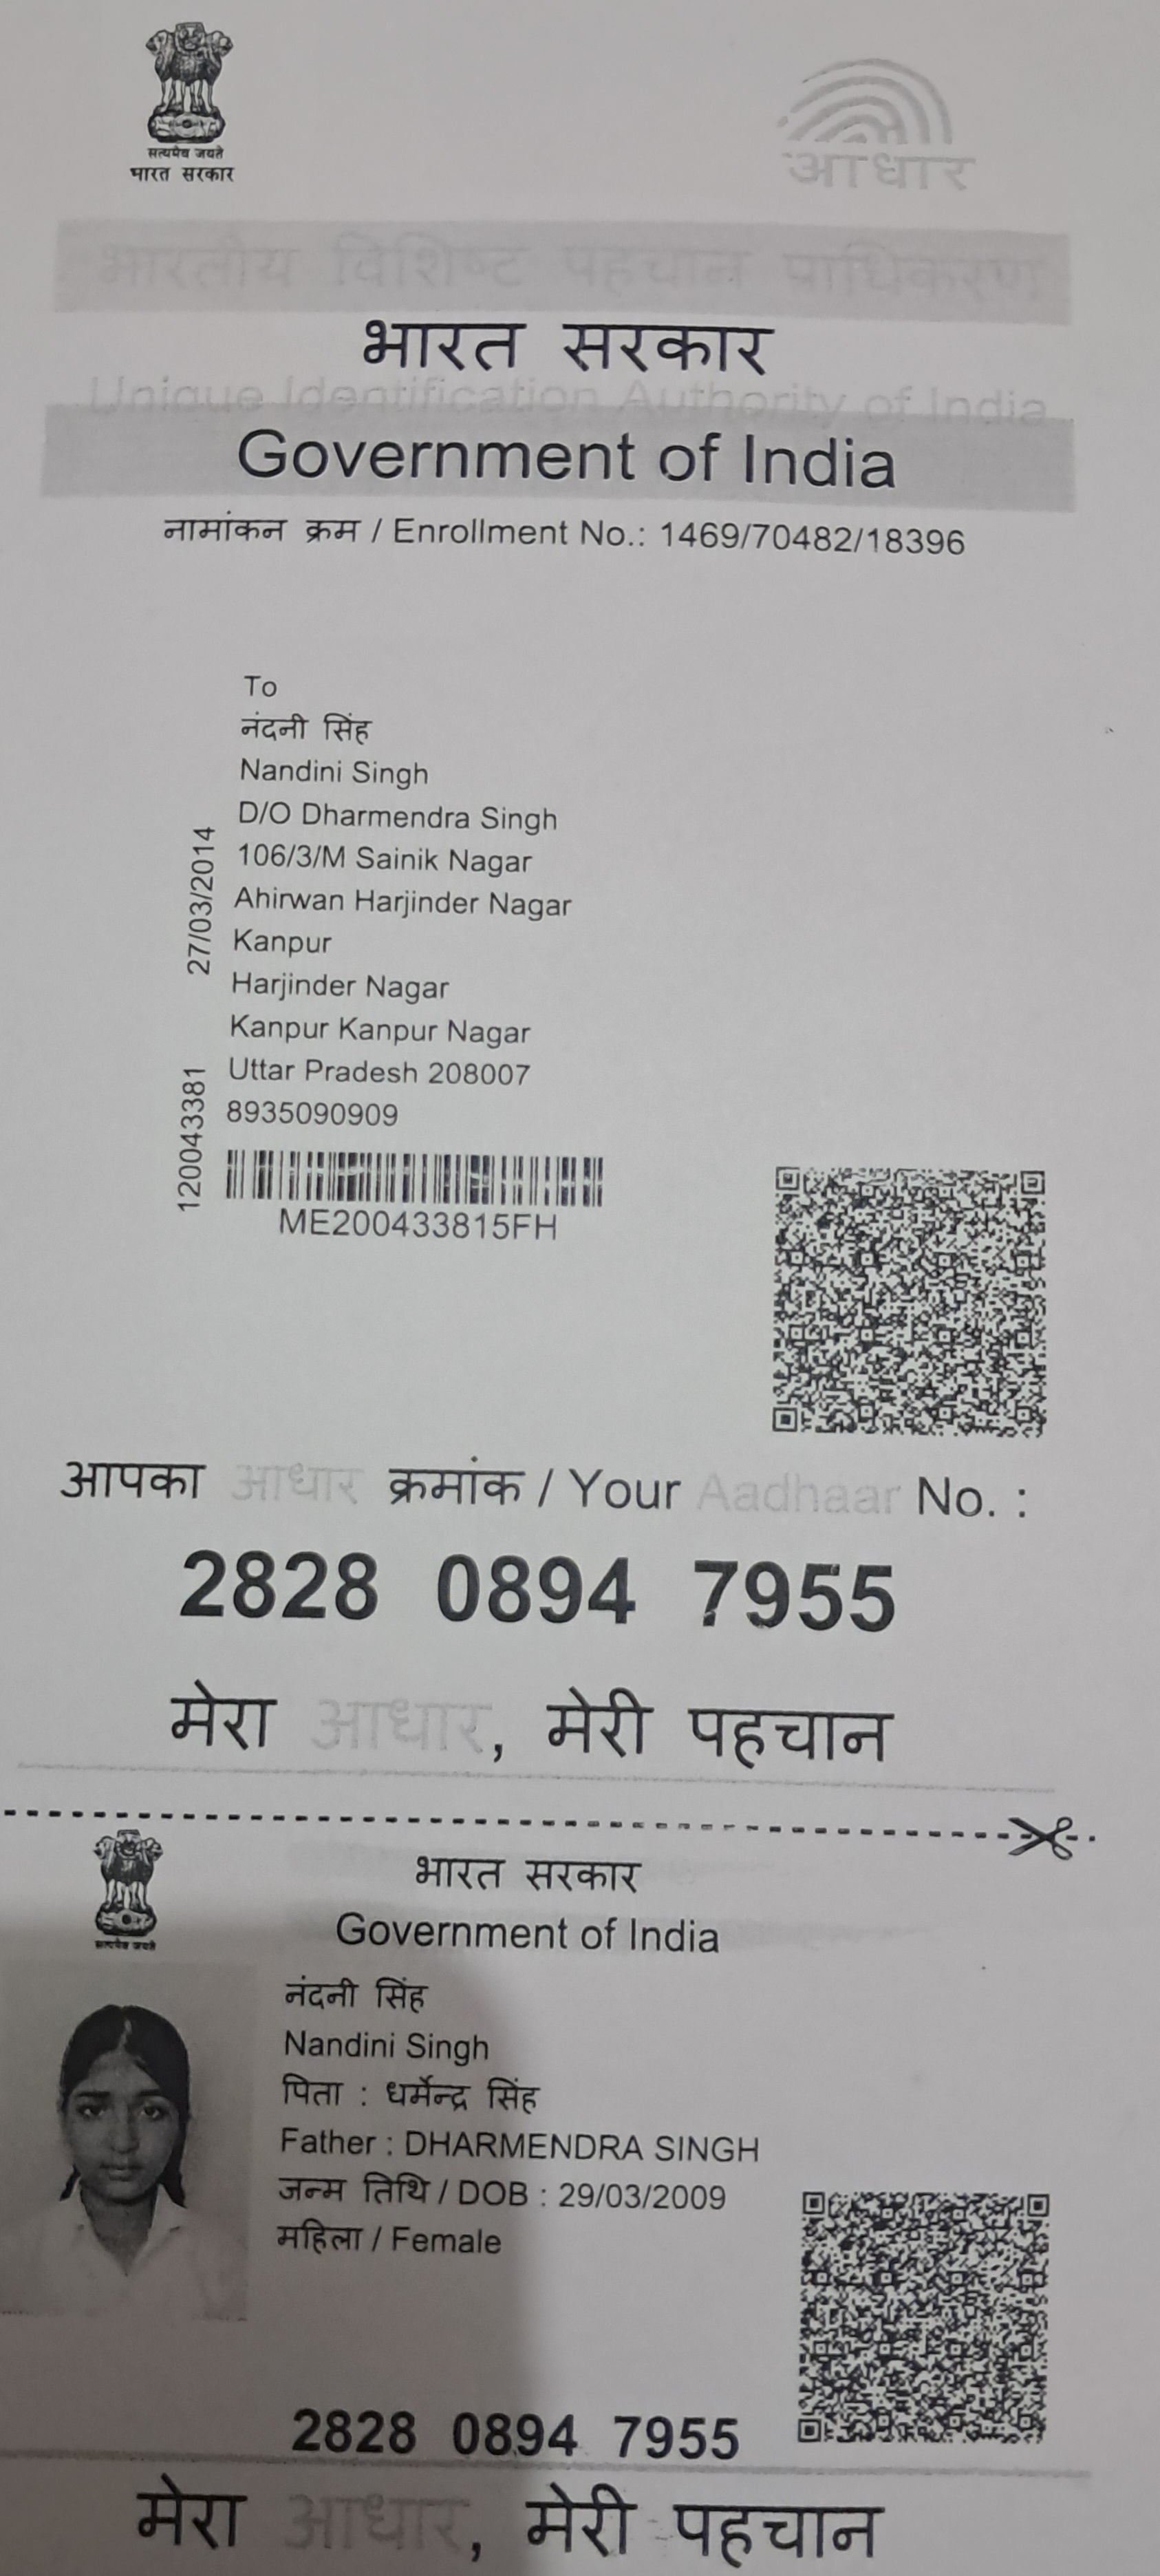 सत्यमेव जयते
भारत सरकार
आधार
भारतीय विशिष्ट पहचान प्राधिकरण
भारत सरकार
Unique Identification Authority of India
Government of India
नामांकन क्रम / Enrollment No.: 1469/70482/18396
To
नंदनी सिंह
Nandini Singh
D/O Dharmendra Singh
106/3/M Sainik Nagar
Ahirwan Harjinder Nagar
Kanpur
Harjinder Nagar
Kanpur Kanpur Nagar
Uttar Pradesh 208007
8935090909
27/03/2014
120043381
ME200433815FH
आपका आधार क्रमांक / Your Aadhaar No. :
2828 0894 7955
मेरा आधार, मेरी पहचान
सत्यमेव जयते
भारत सरकार
Government of India
नंदनी सिंह
Nandini Singh
पिता : धर्मेन्द्र सिंह
Father : DHARMENDRA SINGH
जन्म तिथि / DOB : 29/03/2009
महिला / Female
2828 0894 7955
मेरा आधार, मेरी पहचान